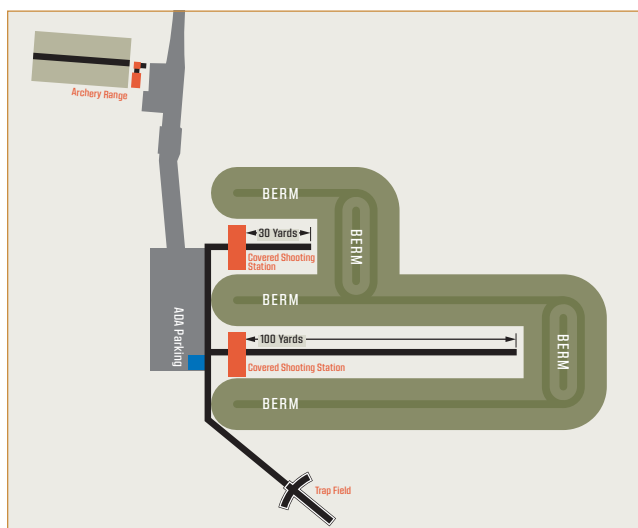 Archery Range
BERM
30 Yards
Covered Shooting
Station
BERM
BERM
ADA Parking
100 Yards
Covered Shooting Station
BERM
BERM
Trap Field